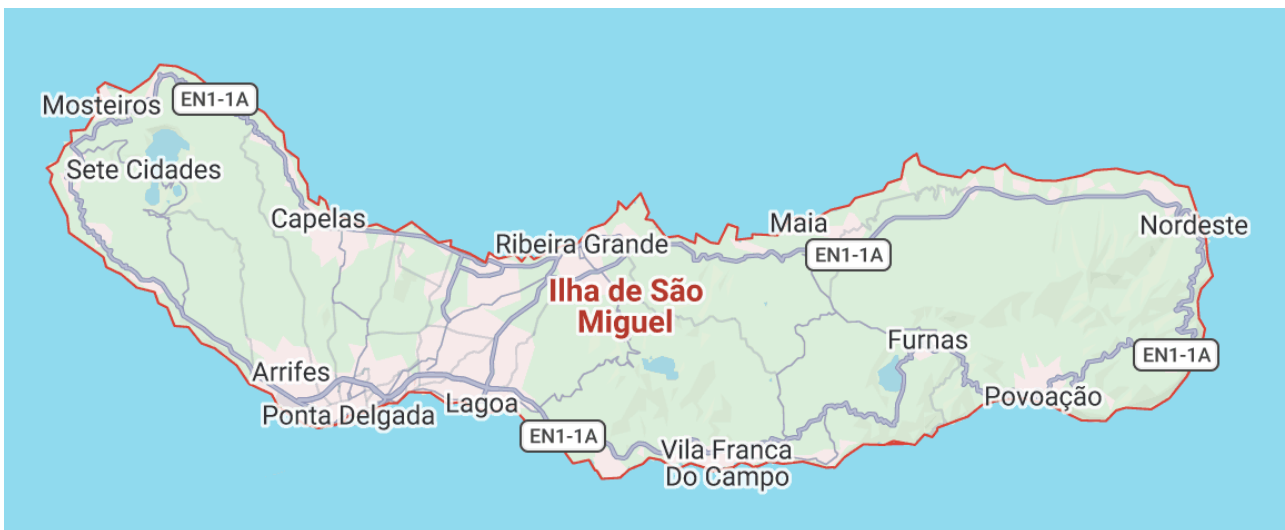 Mosteiros
EN1-1A
Sete Cidades
Capelas
Maia
Nordeste
Ribeira Grande
EN1-1A
Ilha de São
Miguel
Furnas
EN1-1A
Arrifes
Povoação
Lagoa
Ponta Delgada
EN1-1A
Vila Franca
Do Campo